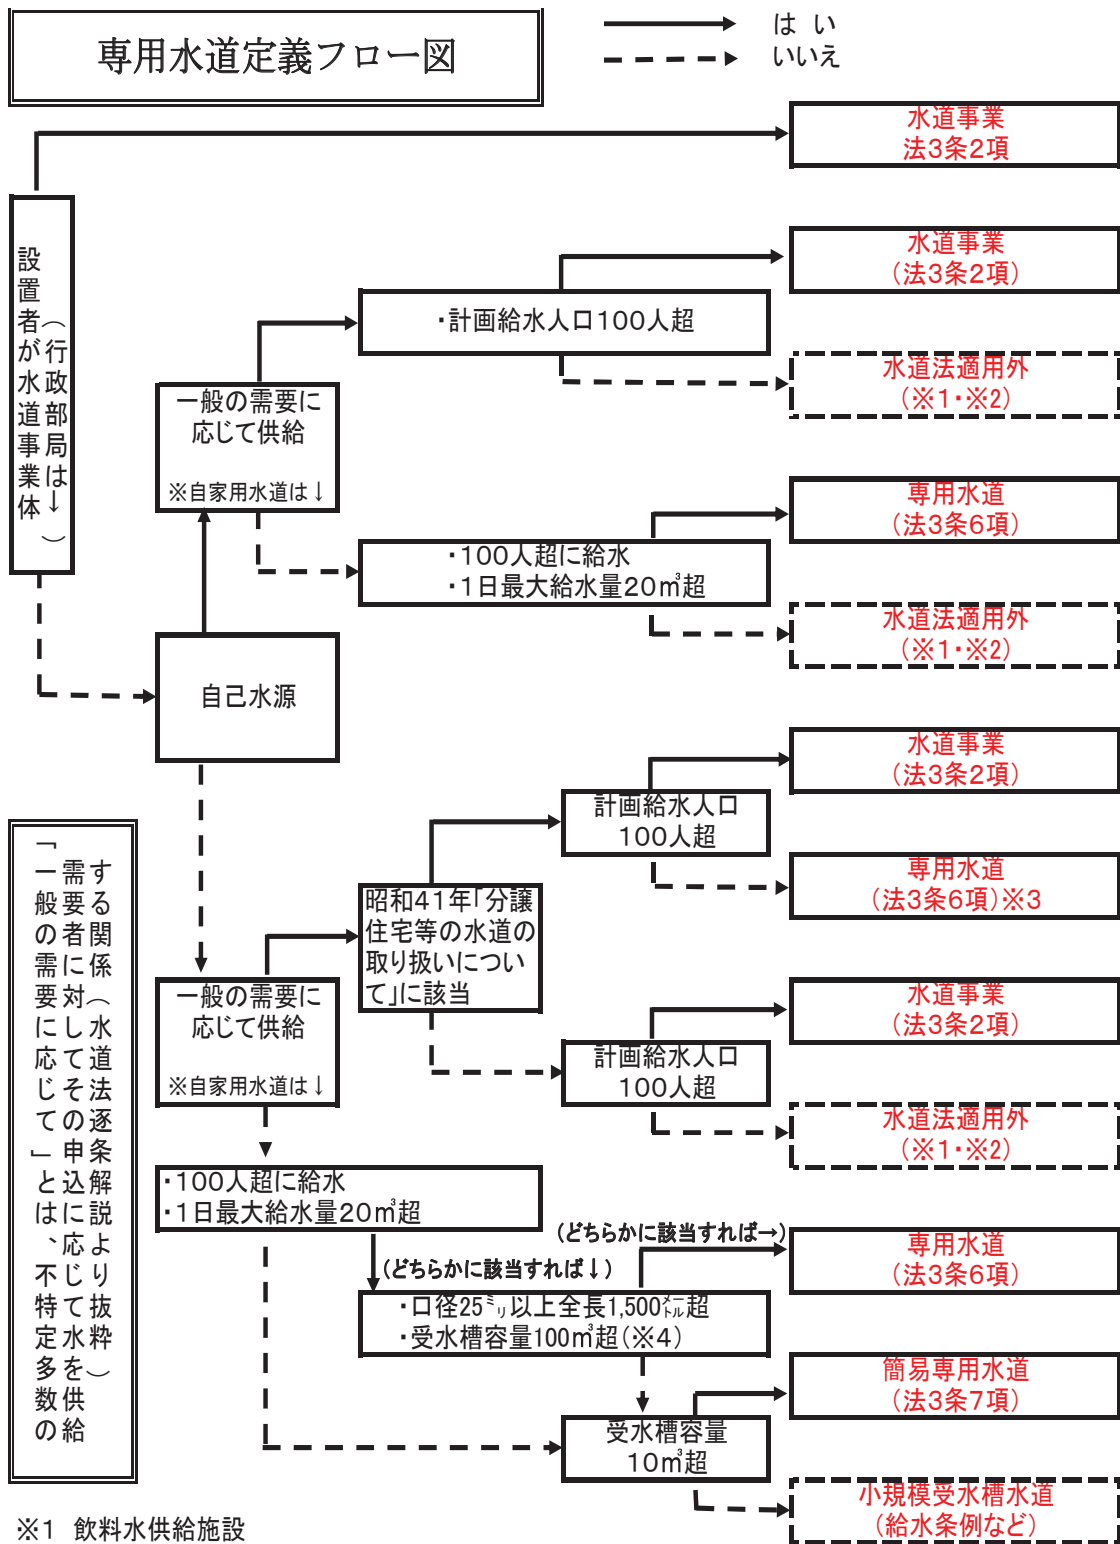 専用水道定義フロー図
はい
いいえ
水道事業
法3条2項
設置者が水道事業体
(行政部局は↓)
水道事業
(法3条2項)
・計画給水人口100人超
水道法適用外
(※1・※2)
一般の需要に
応じて供給
※自家用水道は↓
専用水道
(法3条6項)
・100人超に給水
・1日最大給水量20㎥超
水道法適用外
(※1・※2)
自己水源
水道事業
(法3条2項)
計画給水人口
100人超
専用水道
(法3条6項)※3
昭和41年「分譲
住宅等の水道の
取り扱いについ
て」に該当
水道事業
(法3条2項)
一般の需要に
応じて供給
※自家用水道は↓
計画給水人口
100人超
水道法適用外
(※1・※2)
「一般の需要に応じて」とは、不特定多数の
需要者に対してその申込に応じて水を供給
する関係(水道法逐条解説より抜粋)
・100人超に給水
・1日最大給水量20㎥超
(どちらかに該当すれば→)
(どちらかに該当すれば↓)
専用水道
(法3条6項)
・口径25㍉以上全長1,500㍍超
・受水槽容量100㎥超(※4)
簡易専用水道
(法3条7項)
受水槽容量
10㎥超
小規模受水槽水道
(給水条例など)
※1 飲料水供給施設